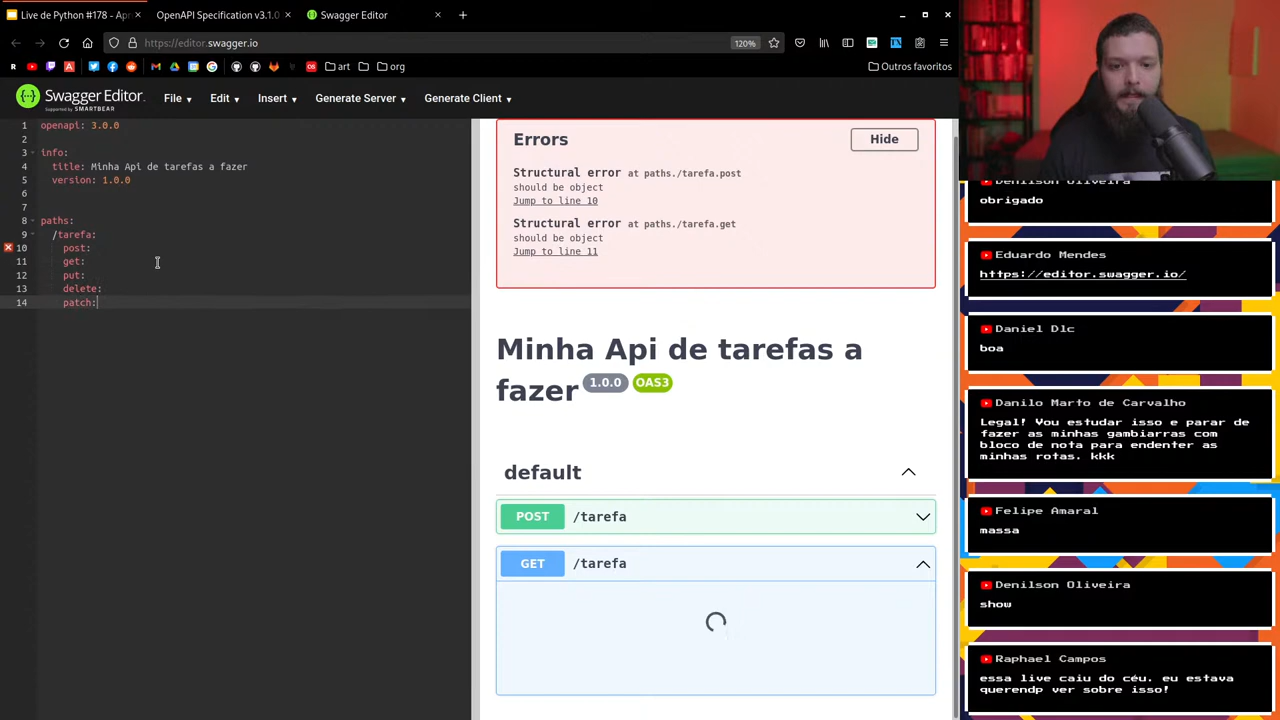 Live de Python #178 - Apr
OpenAPI Specification v3.1.0
Swagger Editor
https://editor.swagger.io
120%
art
org
Outros favoritos
Swagger Editor.
Supported by SMARTBEAR
File
Edit
Insert
Generate Server
Generate Client
1 openapi: 3.0.0
2
3 info:
4 title: Minha Api de tarefas a fazer
5 version: 1.0.0
6
7
8 paths:
9 /tarefa:
10 post:
11 get:
12 put:
13 delete:
14 patch:
Errors
Hide
Structural error at paths./tarefa.post
should be object
Jump to line 10
Structural error at paths./tarefa.get
should be object
Jump to line 11
Minha Api de tarefas a
fazer 1.0.0 OAS3
default
POST /tarefa
GET /tarefa
Denilson Oliveira
obrigado
Eduardo Mendes
https://editor.swagger.io/
Daniel Dlc
boa
Danilo Marto de Carvalho
Legal! Vou estudar isso e parar de
fazer as minhas gambiarras com
bloco de nota para endenter as
minhas rotas. kkk
Felipe Amaral
massa
Denilson Oliveira
show
Raphael Campos
essa live caiu do céu. eu estava
querendp ver sobre isso!